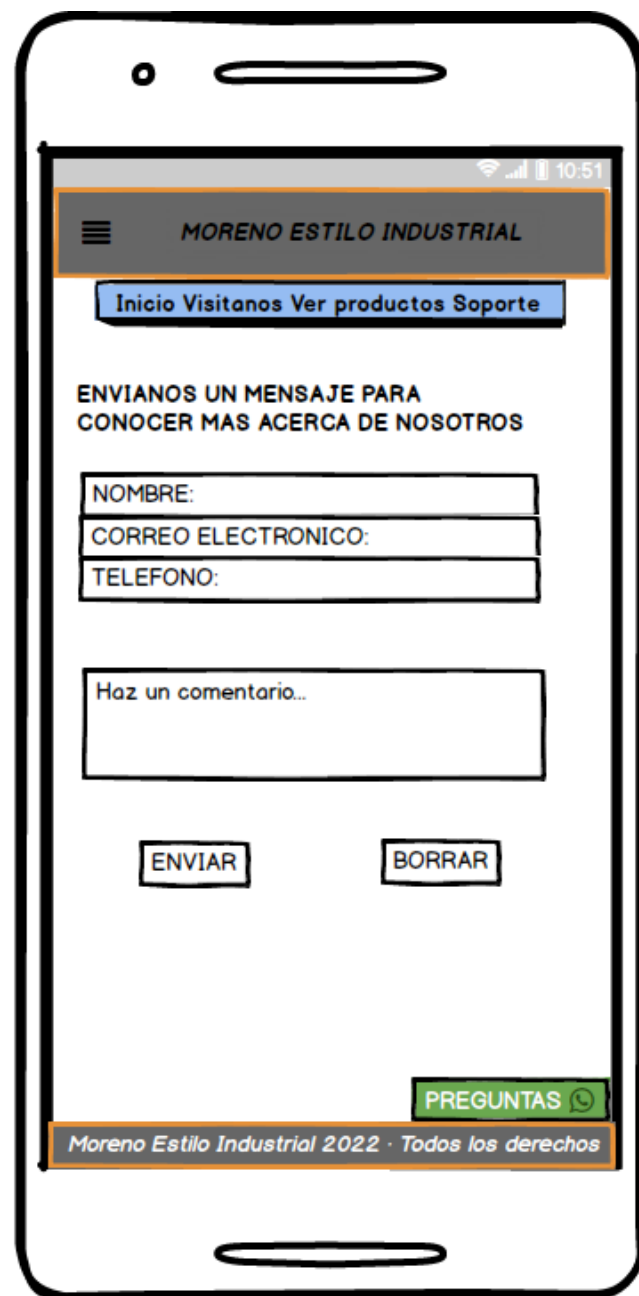 10:51
MORENO ESTILO INDUSTRIAL
Inicio Visitanos Ver productos Soporte
ENVIANOS UN MENSAJE PARA
CONOCER MAS ACERCA DE NOSOTROS
NOMBRE:
CORREO ELECTRONICO:
TELEFONO:
Haz un comentario...
ENVIAR BORRAR
PREGUNTAS
Moreno Estilo Industrial 2022 · Todos los derechos